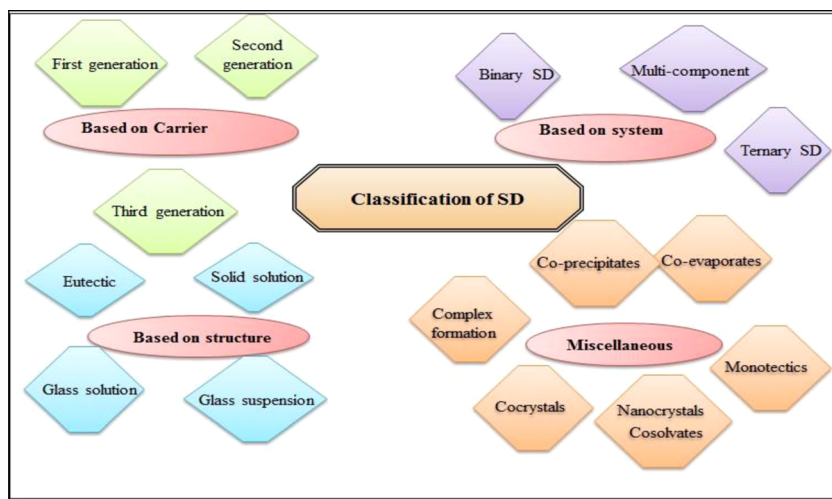 First generation
Second
generation
Based on Carrier
Third generation
Binary SD
Multi-component
Based on system
Ternary SD
Classification of SD
Eutectic
Solid solution
Based on structure
Glass solution
Glass suspension
Co-precipitates
Co-evaporates
Complex
formation
Miscellaneous
Monotectics
Cocrystals
Nanocrystals
Cosolvates